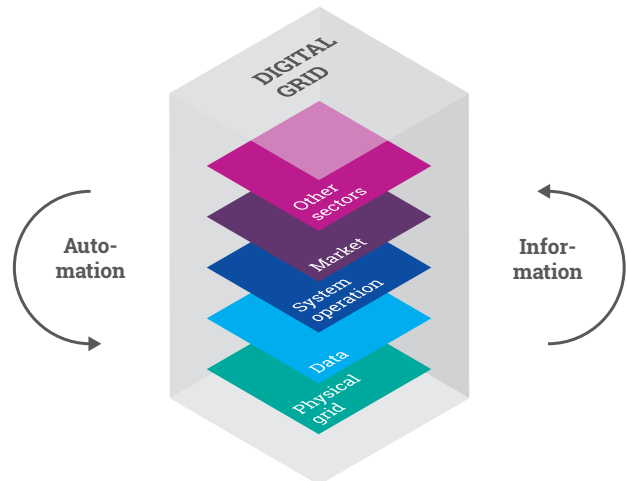 DIGITAL
GRID
Other
sectors
Market
System
operation
Data
Physical
grid
Auto-
mation
Infor-
mation